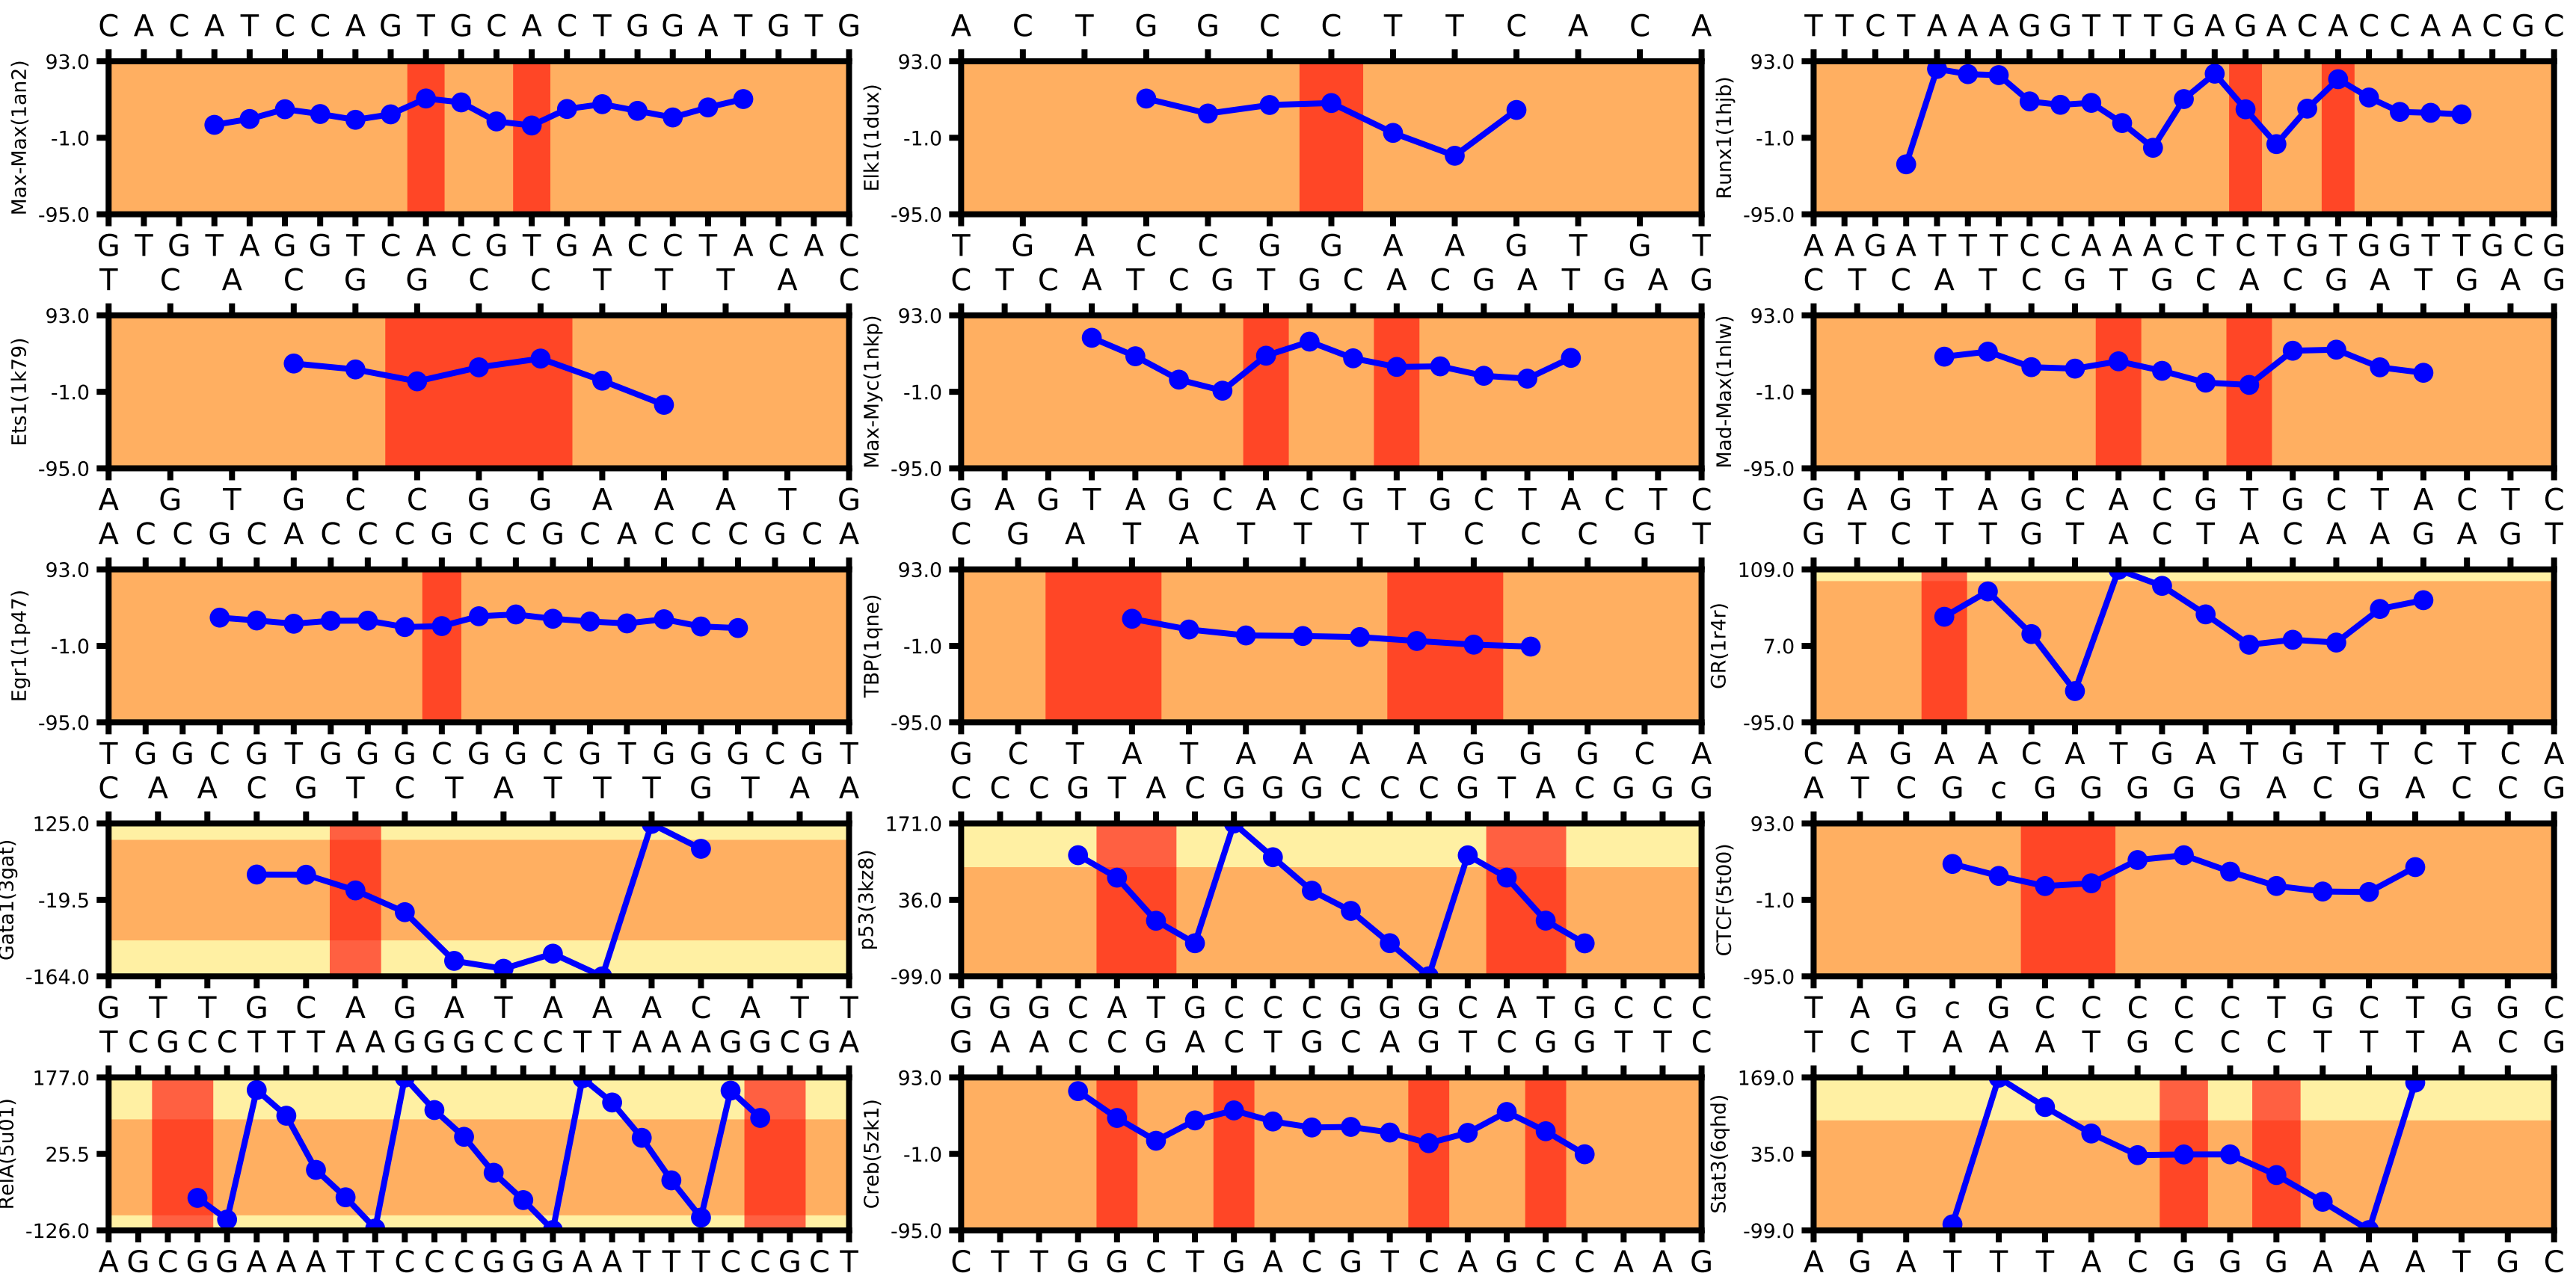 C A C A T C C A G T G C A C T G G A T G T G
93.0
-1.0
-95.0
Max-Max(1an2)
G T G T A G G T C A C G T G A C C T A C A C
A C T G G C C T T C A C A
93.0
-1.0
-95.0
Elk1(1dux)
T G A C C G G A A G T G T
T T C T A A A G G T T T G A G A C A C C A A C G C
93.0
-1.0
-95.0
Runx1(1hjb)
A A G A T T T C C A A A C T C T G T G G T T G C G
T C A C G G C C T T T A C
93.0
-1.0
-95.0
Ets1(1k79)
A G T G C C G G A A A T G
C T C A T C G T G C A C G A T G A G
93.0
-1.0
-95.0
Max-Myc(1nkp)
G A G T A G C A C G T G C T A C T C
C T C A T C G T G C A C G A T G A G
93.0
-1.0
-95.0
Mad-Max(1nlw)
G A G T A G C A C G T G C T A C T C
A C C G C A C C C G C C G C A C C C G C A
93.0
-1.0
-95.0
Egr1(1p47)
T G G C G T G G G C G G C G T G G G C G T
C G A T A T T T T C C C G T
93.0
-1.0
-95.0
TBP(1qne)
G C T A T A A A A G G G C A
G T C T T G T A C T A C A A G A G T
109.0
7.0
-95.0
GR(1r4r)
C A G A A C A T G A T G T T C T C A
C A A C G T C T A T T T G T A A
125.0
-19.5
-164.0
Gata1(3gat)
G T T G C A G A T A A A C A T T
C C C G T A C G G G C C C G T A C G G G
171.0
36.0
-99.0
p53(3kz8)
G G G C A T G C C C G G G C A T G C C C
A T C G c G G G G G A C G A C C G
93.0
-1.0
-95.0
CTCF(5t00)
T A G c G C C C C C T G C T G G C
T C G C C T T T A A G G G C C C T T A A A G G C G A
177.0
25.5
-126.0
RelA(5u01)
A G C G G A A A T T C C C G G G A A T T T C C G C T
G A A C C G A C T G C A G T C G G T T C
93.0
-1.0
-95.0
Creb(5zk1)
C T T G G C T G A C G T C A G C C A A G
T C T A A A T G C C C T T T A C G
169.0
35.0
-99.0
Stat3(6qhd)
A G A T T T A C G G G A A A T G C